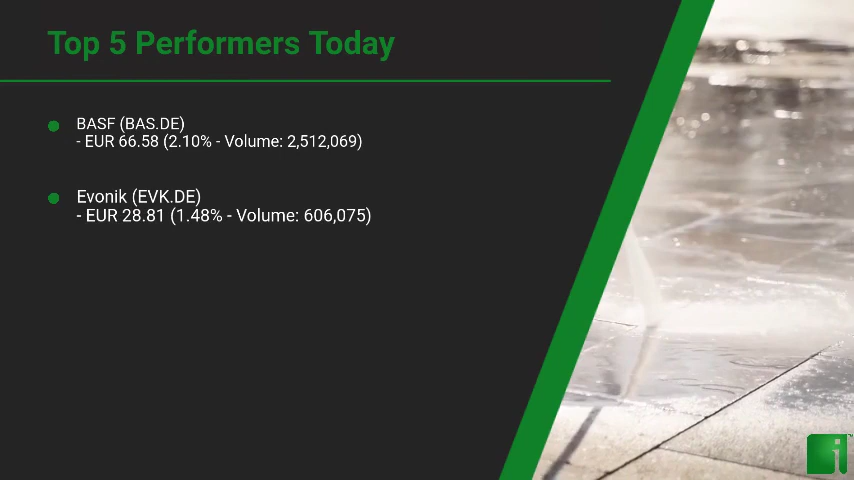 Top 5 Performers Today
BASF (BAS.DE)
- EUR 66.58 (2.10% - Volume: 2,512,069)
Evonik (EVK.DE)
- EUR 28.81 (1.48% - Volume: 606,075)
i™